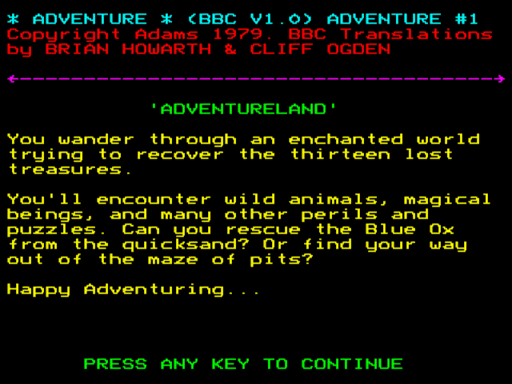 * ADVENTURE * (BBC V1.0) ADVENTURE #1
Copyright Adams 1979. BBC Translations
by BRIAN HOWARTH & CLIFF OGDEN
'ADVENTURELAND'
You wander through an enchanted world
trying to recover the thirteen lost
treasures.
You'll encounter wild animals, magical
beings, and many other perils and
puzzles. Can you rescue the Blue Ox
from the quicksand? Or find your way
out of the maze of pits?
Happy Adventuring...
PRESS ANY KEY TO CONTINUE